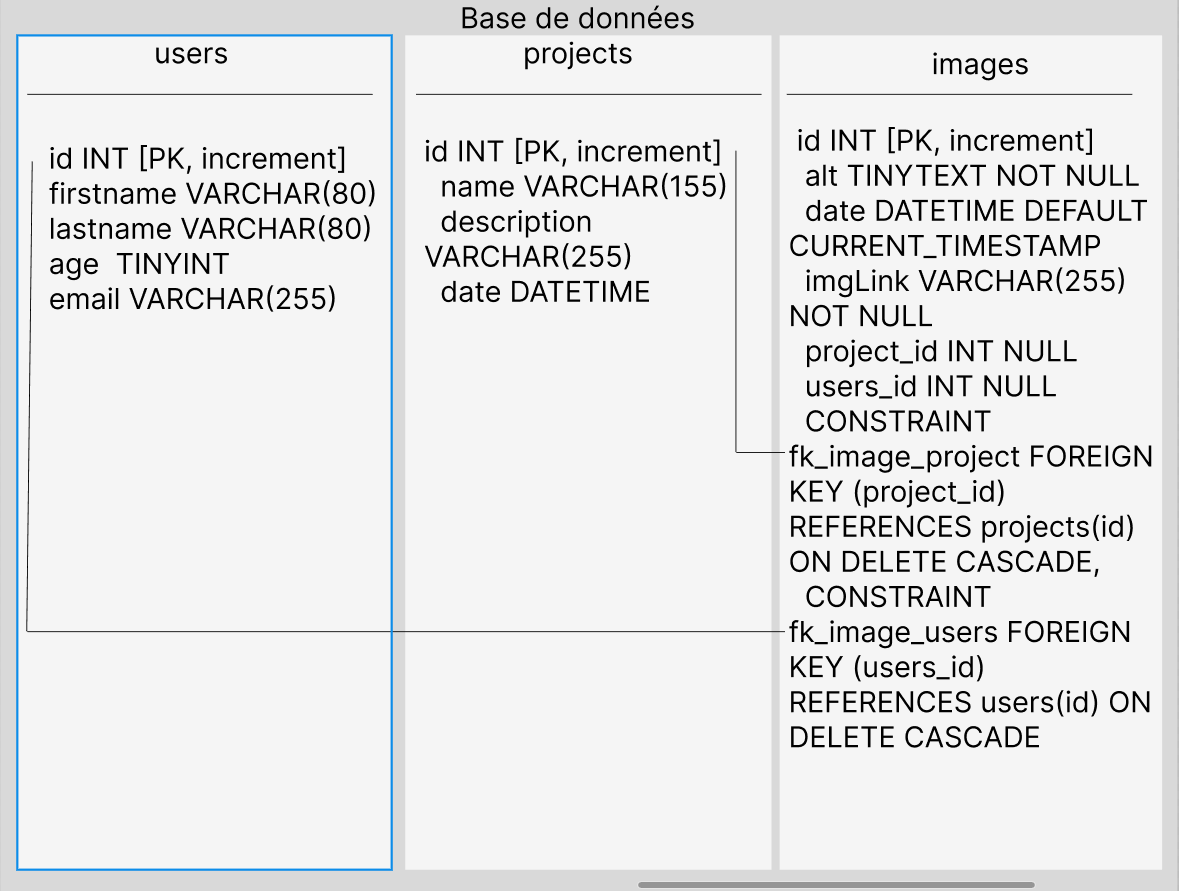 Base de données
users
id INT [PK, increment]
firstname VARCHAR(80)
lastname VARCHAR(80)
age  TINYINT
email VARCHAR(255)
projects
id INT [PK, increment]
name VARCHAR(155)
description
VARCHAR(255)
date DATETIME
images
id INT [PK, increment]
alt TINYTEXT NOT NULL
date DATETIME DEFAULT
CURRENT_TIMESTAMP
imgLink VARCHAR(255)
NOT NULL
project_id INT NULL
users_id INT NULL
CONSTRAINT
fk_image_project FOREIGN
KEY (project_id)
REFERENCES projects(id)
ON DELETE CASCADE,
CONSTRAINT
fk_image_users FOREIGN
KEY (users_id)
REFERENCES users(id) ON
DELETE CASCADE